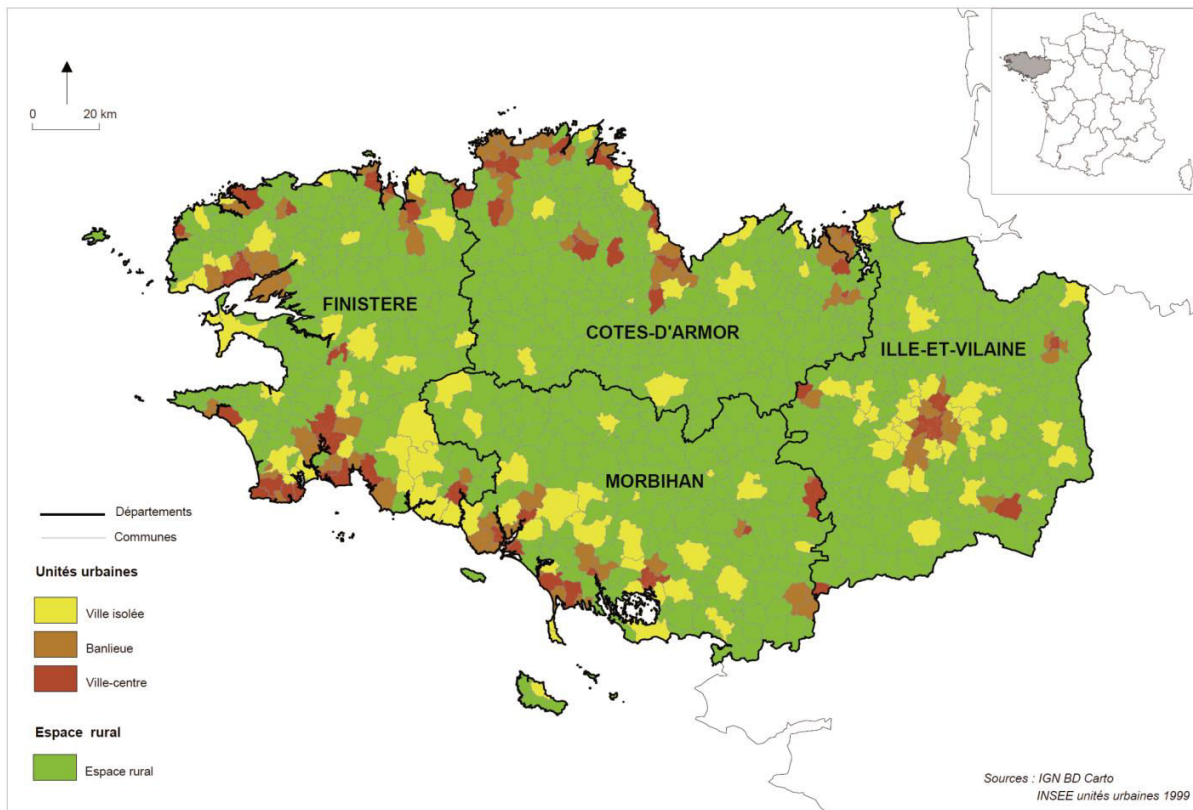 0 20 km
FINISTERE
COTES-D'ARMOR
ILLE-ET-VILAINE
MORBIHAN
Départements
Communes
Unités urbaines
Ville isolée
Banlieue
Ville-centre
Espace rural
Espace rural
Sources : IGN BD Carto
INSEE unités urbaines 1999